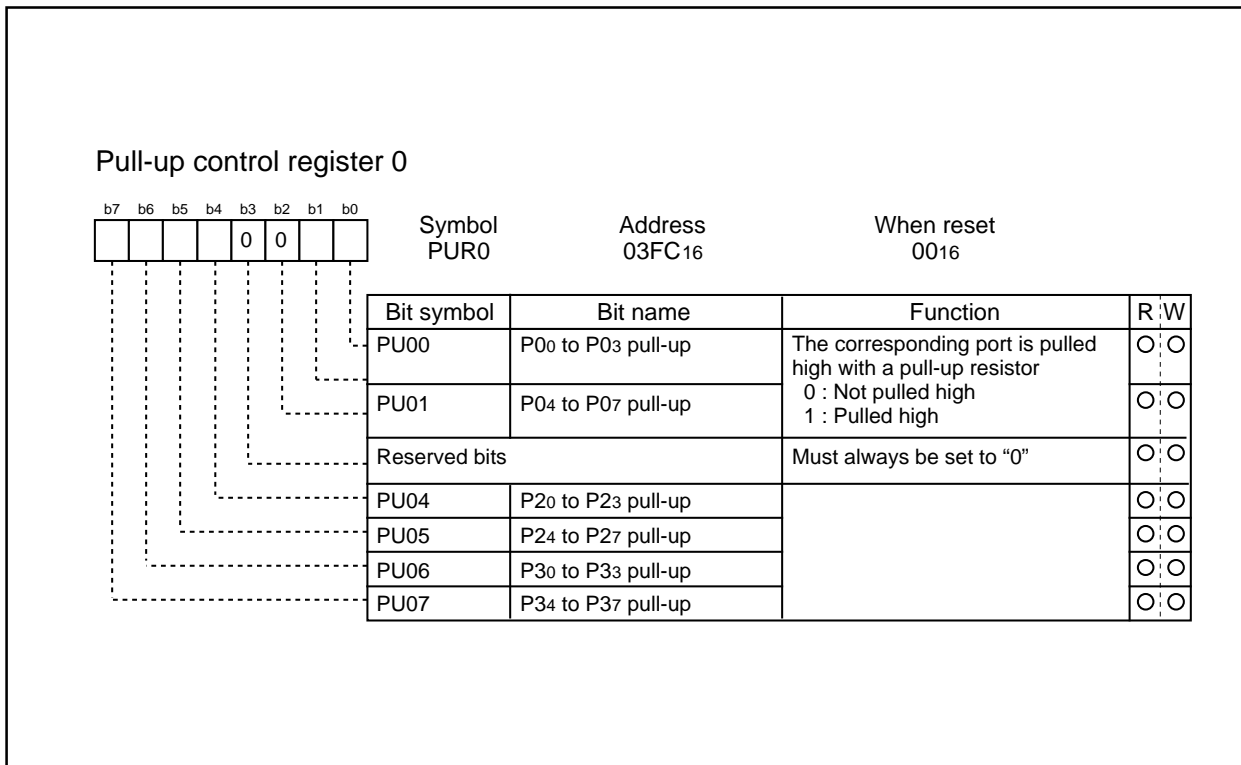 Pull-up control register 0
b7 b6 b5 b4 b3 b2 b1 b0
0 0
Symbol Address When reset
PUR0 03FC16 0016
Bit symbol Bit name Function R W
PU00 P00 to P03 pull-up The corresponding port is pulled
high with a pull-up resistor
0 : Not pulled high
PU01 P04 to P07 pull-up 1 : Pulled high
Reserved bits Must always be set to “0”
PU04 P20 to P23 pull-up
PU05 P24 to P27 pull-up
PU06 P30 to P33 pull-up
PU07 P34 to P37 pull-up